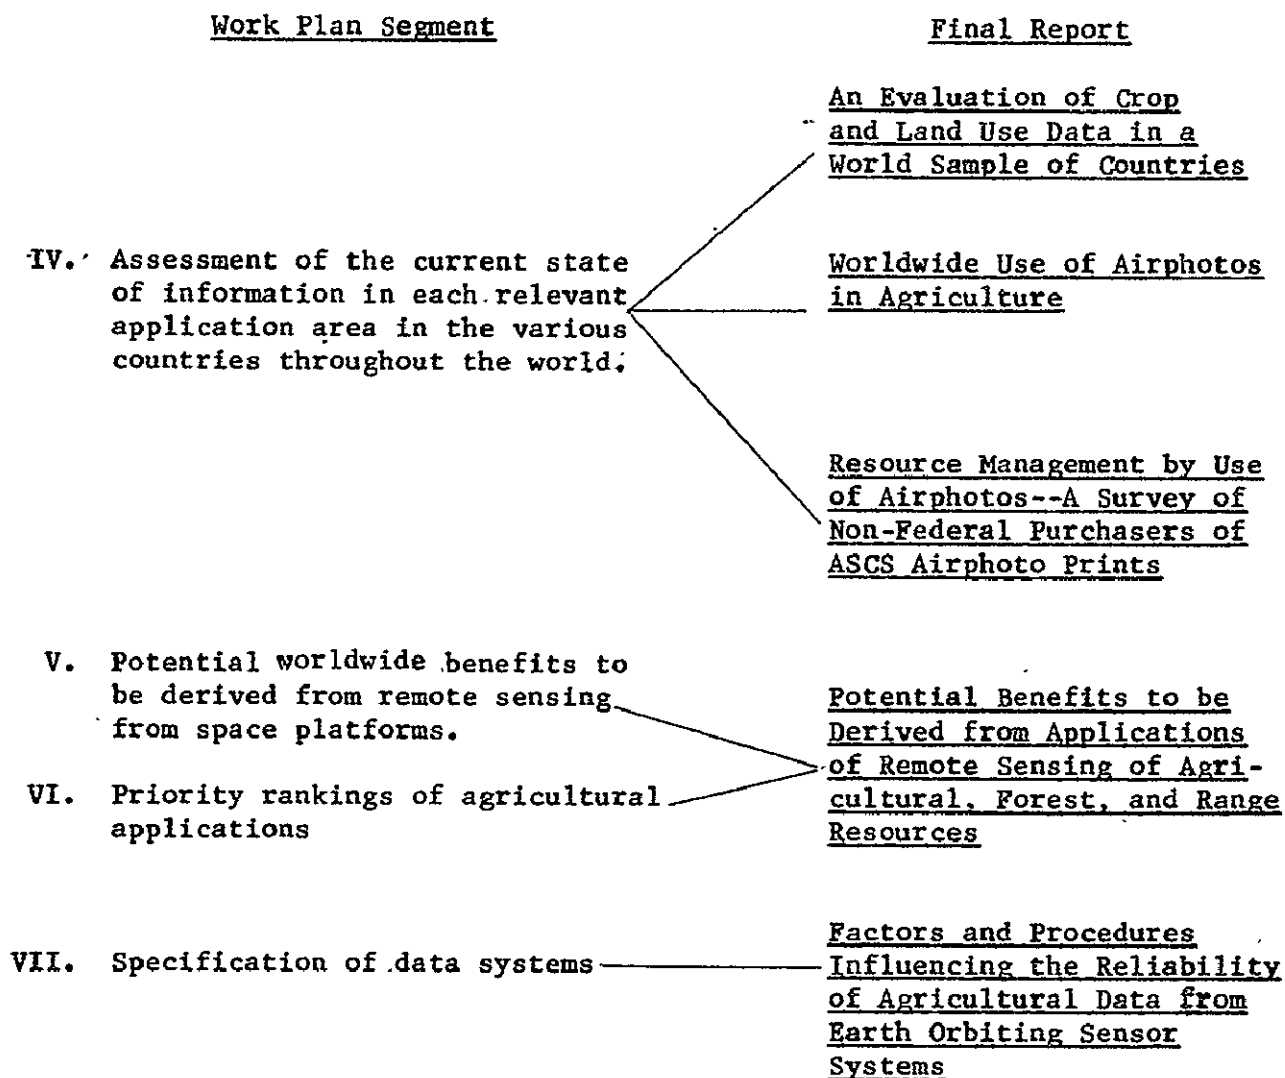 Work Plan Segment
Final Report
An Evaluation of Crop
and Land Use Data in a
World Sample of Countries
IV. Assessment of the current state
of information in each relevant
application area in the various
countries throughout the world.
Worldwide Use of Airphotos
in Agriculture
Resource Management by Use
of Airphotos--A Survey of
Non-Federal Purchasers of
ASCS Airphoto Prints
V. Potential worldwide benefits to
be derived from remote sensing
from space platforms.
VI. Priority rankings of agricultural
applications
Potential Benefits to be
Derived from Applications
of Remote Sensing of Agri-
cultural, Forest, and Range
Resources
VII. Specification of data systems
Factors and Procedures
Influencing the Reliability
of Agricultural Data from
Earth Orbiting Sensor
Systems